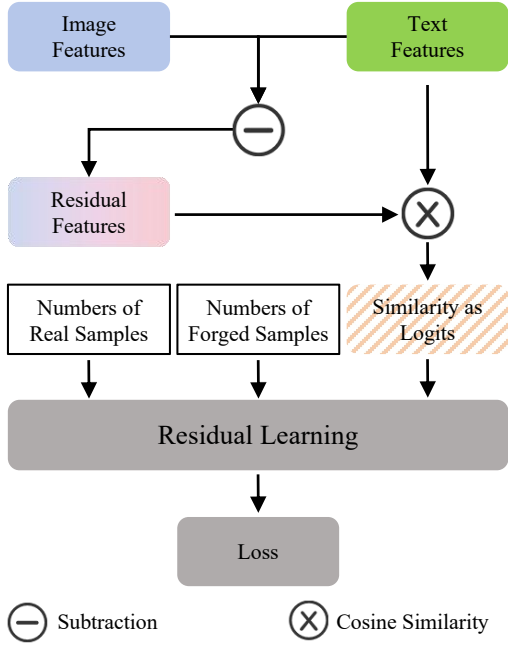 Image
Features
Text
Features
Residual
Features
Numbers of
Real Samples
Numbers of
Forged Samples
Similarity as
Logits
Residual Learning
Loss
Subtraction
Cosine Similarity